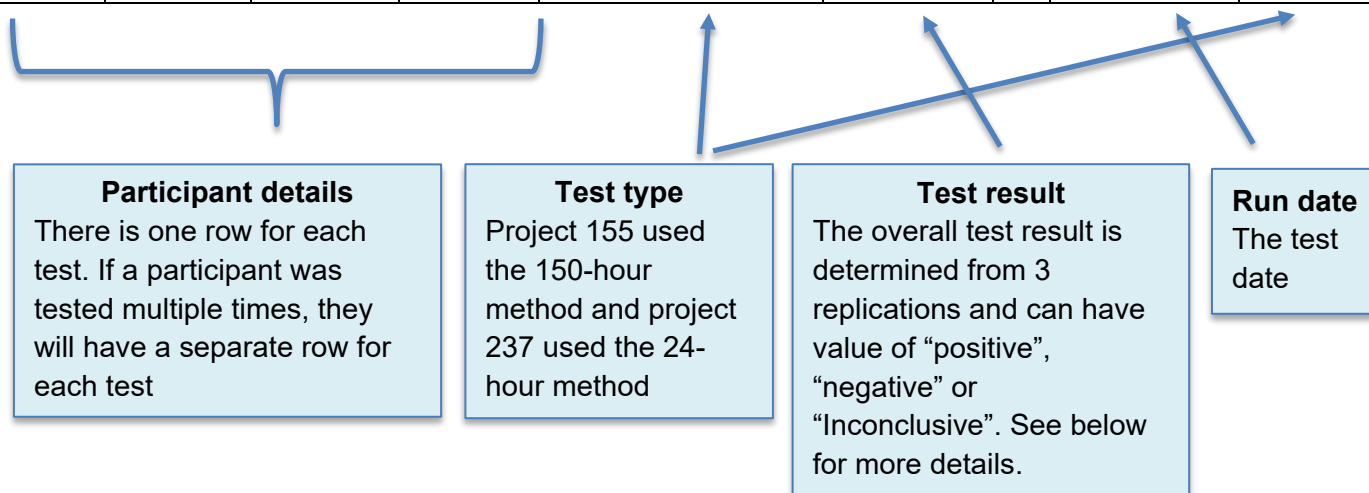 Participant details
There is one row for each
test. If a participant was
tested multiple times, they
will have a separate row for
each test
Test type
Project 155 used
the 150-hour
method and project
237 used the 24-
hour method
Test result
The overall test result is
determined from 3
replications and can have
value of “positive”,
“negative” or
“Inconclusive”. See below
for more details.
Run date
The test
date